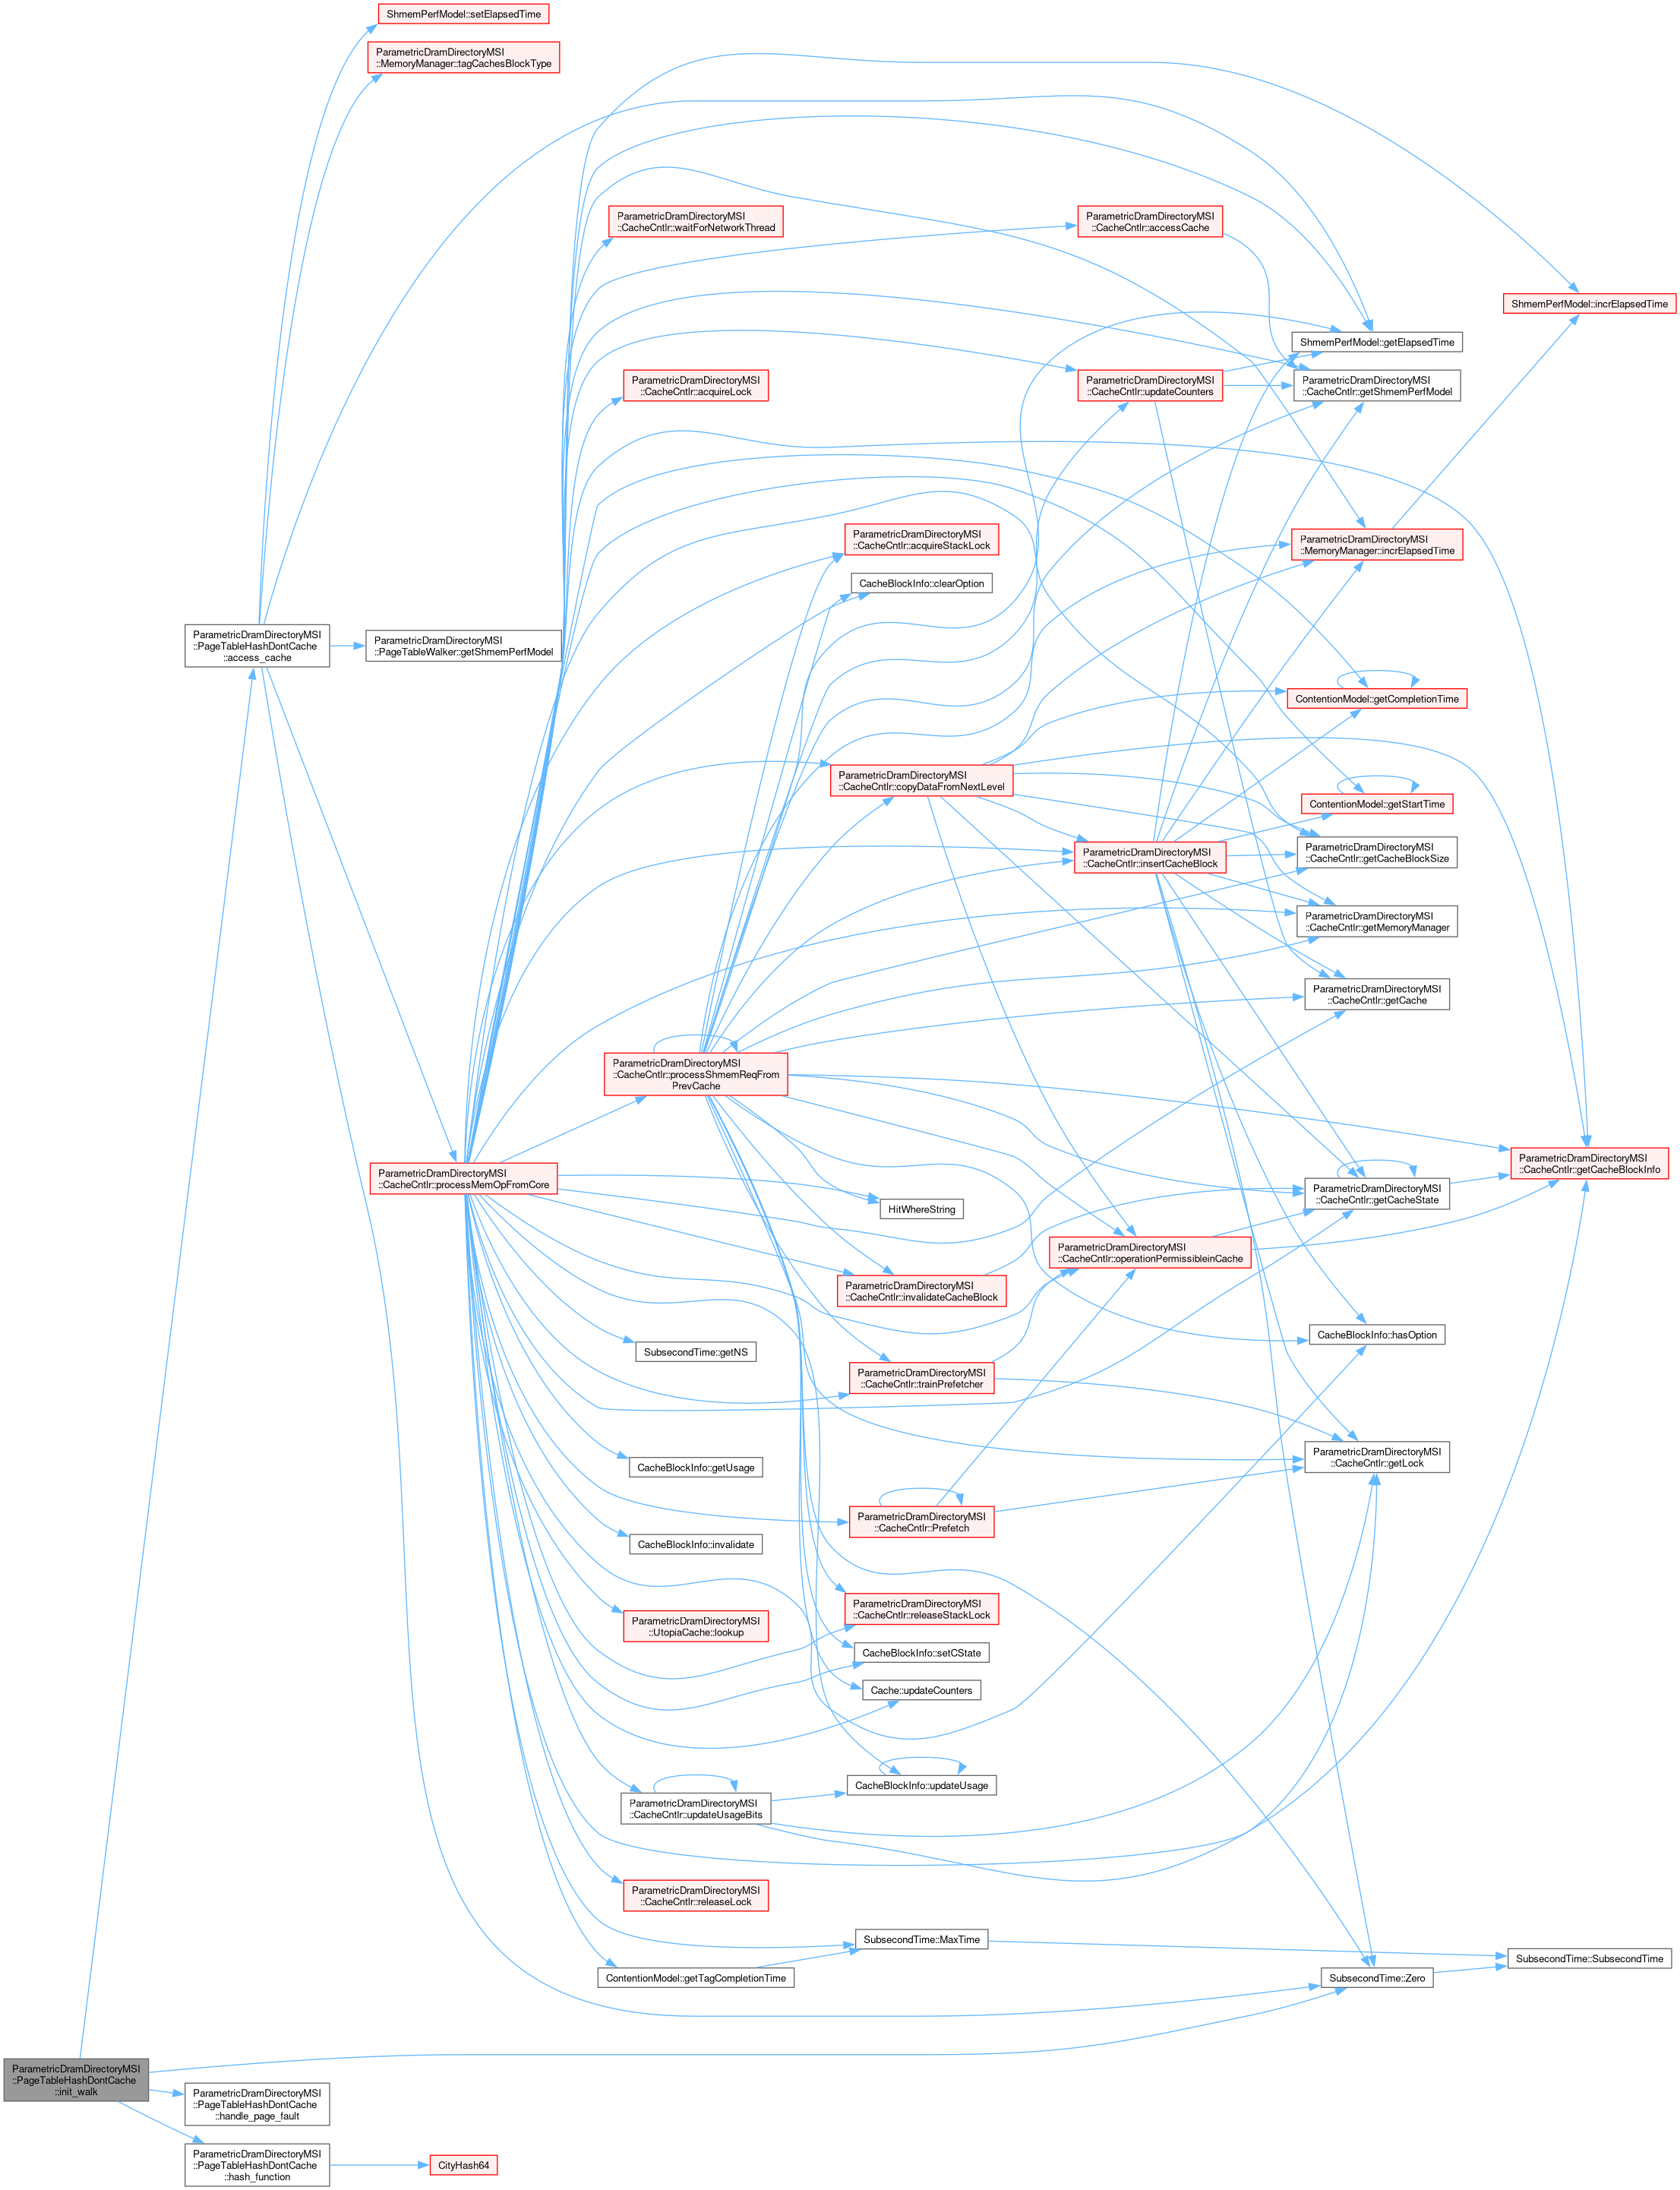 ShmemPerfModel::setElapsedTime
ParametricDramDirectoryMSI
::MemoryManager::tagCachesBlockType
ParametricDramDirectoryMSI
::CacheCntlr::waitForNetworkThread
ParametricDramDirectoryMSI
::CacheCntlr::accessCache
ShmemPerfModel::incrElapsedTime
ShmemPerfModel::getElapsedTime
ParametricDramDirectoryMSI
::CacheCntlr::acquireLock
ParametricDramDirectoryMSI
::CacheCntlr::updateCounters
ParametricDramDirectoryMSI
::CacheCntlr::getShmemPerfModel
ParametricDramDirectoryMSI
::CacheCntlr::acquireStackLock
ParametricDramDirectoryMSI
::MemoryManager::incrElapsedTime
CacheBlockInfo::clearOption
ParametricDramDirectoryMSI
::PageTableHashDontCache
::access_cache
ParametricDramDirectoryMSI
::PageTableWalker::getShmemPerfModel
ContentionModel::getCompletionTime
ParametricDramDirectoryMSI
::CacheCntlr::copyDataFromNextLevel
ContentionModel::getStartTime
ParametricDramDirectoryMSI
::CacheCntlr::insertCacheBlock
ParametricDramDirectoryMSI
::CacheCntlr::getCacheBlockSize
ParametricDramDirectoryMSI
::CacheCntlr::getMemoryManager
ParametricDramDirectoryMSI
::CacheCntlr::getCache
ParametricDramDirectoryMSI
::CacheCntlr::processShmemReqFrom
PrevCache
ParametricDramDirectoryMSI
::CacheCntlr::processMemOpFromCore
ParametricDramDirectoryMSI
::CacheCntlr::getCacheBlockInfo
ParametricDramDirectoryMSI
::CacheCntlr::getCacheState
HitWhereString
ParametricDramDirectoryMSI
::CacheCntlr::operationPermissibleinCache
ParametricDramDirectoryMSI
::CacheCntlr::invalidateCacheBlock
CacheBlockInfo::hasOption
SubsecondTime::getNS
ParametricDramDirectoryMSI
::CacheCntlr::trainPrefetcher
CacheBlockInfo::getUsage
ParametricDramDirectoryMSI
::CacheCntlr::getLock
ParametricDramDirectoryMSI
::CacheCntlr::Prefetch
CacheBlockInfo::invalidate
ParametricDramDirectoryMSI
::CacheCntlr::releaseStackLock
ParametricDramDirectoryMSI
::UtopiaCache::lookup
CacheBlockInfo::setCState
Cache::updateCounters
CacheBlockInfo::updateUsage
ParametricDramDirectoryMSI
::CacheCntlr::updateUsageBits
ParametricDramDirectoryMSI
::CacheCntlr::releaseLock
SubsecondTime::MaxTime
SubsecondTime::SubsecondTime
ContentionModel::getTagCompletionTime
SubsecondTime::Zero
ParametricDramDirectoryMSI
::PageTableHashDontCache
::init_walk
ParametricDramDirectoryMSI
::PageTableHashDontCache
::handle_page_fault
ParametricDramDirectoryMSI
::PageTableHashDontCache
::hash_function
CityHash64